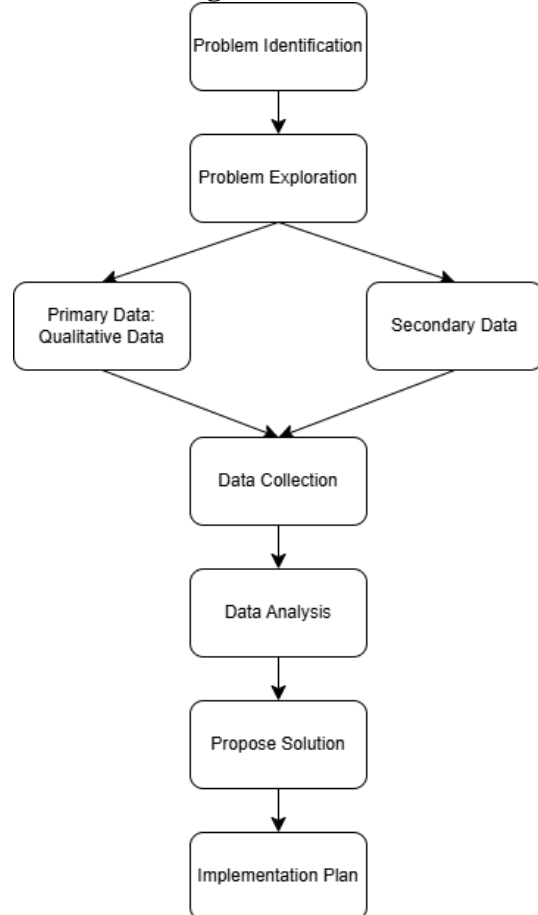 Problem Identification
Problem Exploration
Primary Data:
Qualitative Data
Secondary Data
Data Collection
Data Analysis
Propose Solution
Implementation Plan